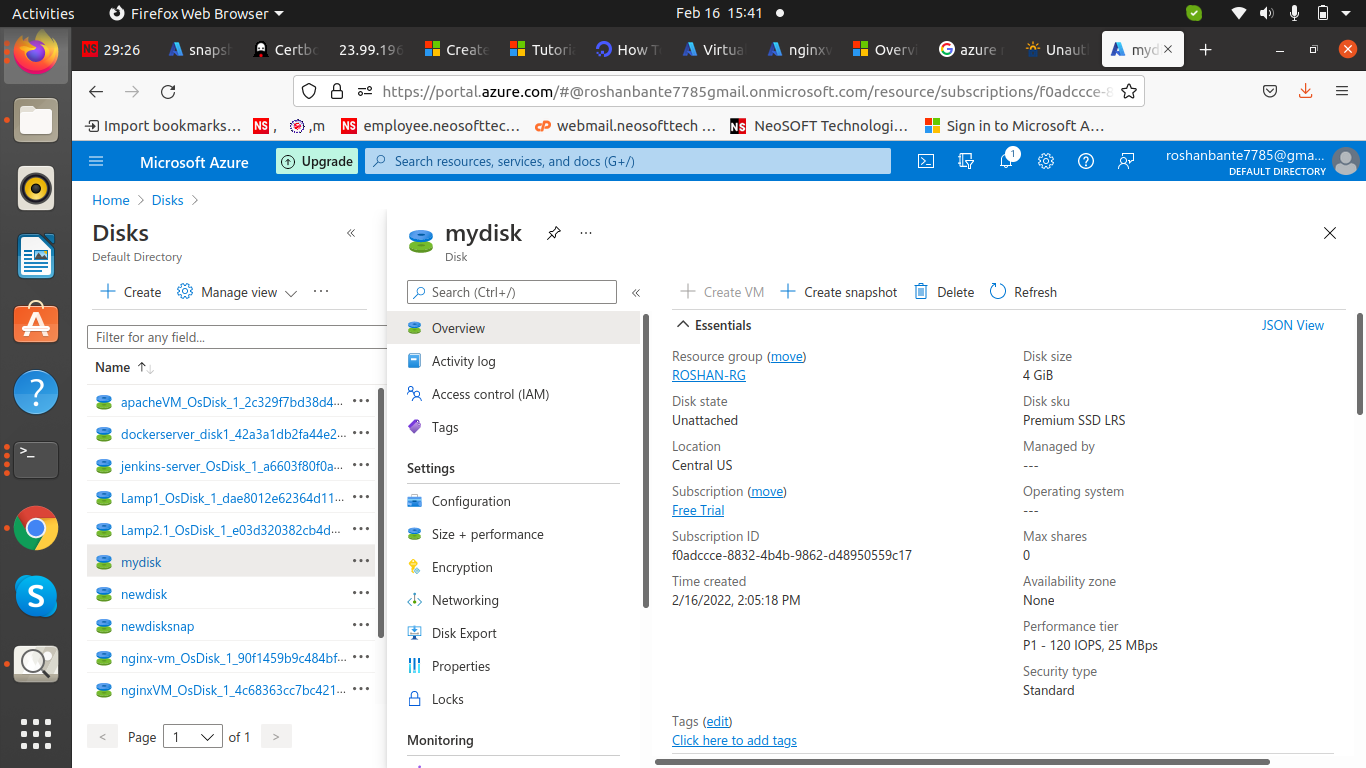 Activities
Firefox Web Browser
Feb 16 15:41
29:26
snaps
Certb
23.99.196
Create
Tutori
How T
Virtua
nginxv
Overvi
azure
Unaut
myd
https://portal.azure.com/#@roshanbante7785gmail.onmicrosoft.com/resource/subscriptions/f0adccce-8
Import bookmarks...
NS ,
,m
NS employee.neosofttec...
webmail.neosofttech ...
NS NeoSOFT Technologi...
Sign in to Microsoft A...
Microsoft Azure
Upgrade
Search resources, services, and docs (G+/)
1
roshanbante7785@gma...
DEFAULT DIRECTORY
Home > Disks >
Disks
Default Directory
Create
Manage view
...
Filter for any field...
Name
apacheVM_OsDisk_1_2c329f7bd38d4...
dockerserver_disk1_42a3a1db2fa44e2...
jenkins-server_OsDisk_1_a6603f80f0a...
Lamp1_OsDisk_1_dae8012e62364d11...
Lamp2.1_OsDisk_1_e03d320382cb4d...
mydisk
newdisk
newdisksnap
nginx-vm_OsDisk_1_90f1459b9c484bf...
nginxVM_OsDisk_1_4c68363cc7bc421...
< Page 1 of 1 >
mydisk
Disk
Search (Ctrl+/)
Overview
Activity log
Access control (IAM)
Tags
Settings
Configuration
Size + performance
Encryption
Networking
Disk Export
Properties
Locks
Monitoring
Create VM
Create snapshot
Delete
Refresh
Essentials
JSON View
Resource group (move)
ROSHAN-RG
Disk state
Unattached
Location
Central US
Subscription (move)
Free Trial
Subscription ID
f0adccce-8832-4b4b-9862-d48950559c17
Time created
2/16/2022, 2:05:18 PM
Disk size
4 GiB
Disk sku
Premium SSD LRS
Managed by
---
Operating system
---
Max shares
0
Availability zone
None
Performance tier
P1 - 120 IOPS, 25 MBps
Security type
Standard
Tags (edit)
Click here to add tags